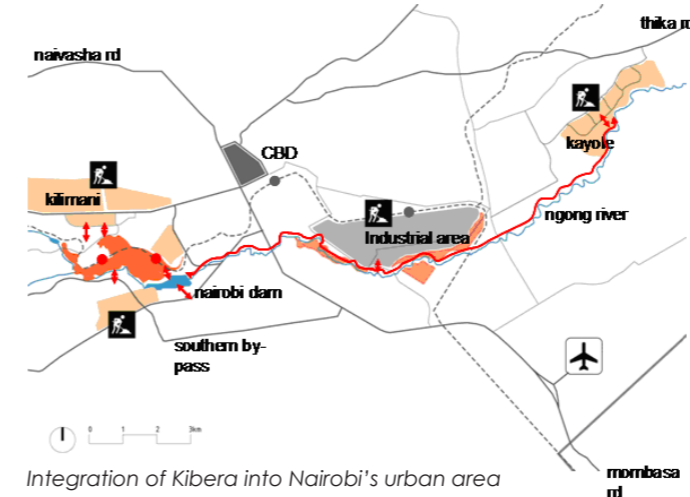 thika r
naivasha rd
CBD
kayole
kilimani
ngong river
Industrial area
nairobi dam
southern by-
pass
0 1 2 3km
Integration of Kibera into Nairobi's urban area
mombasa
rd